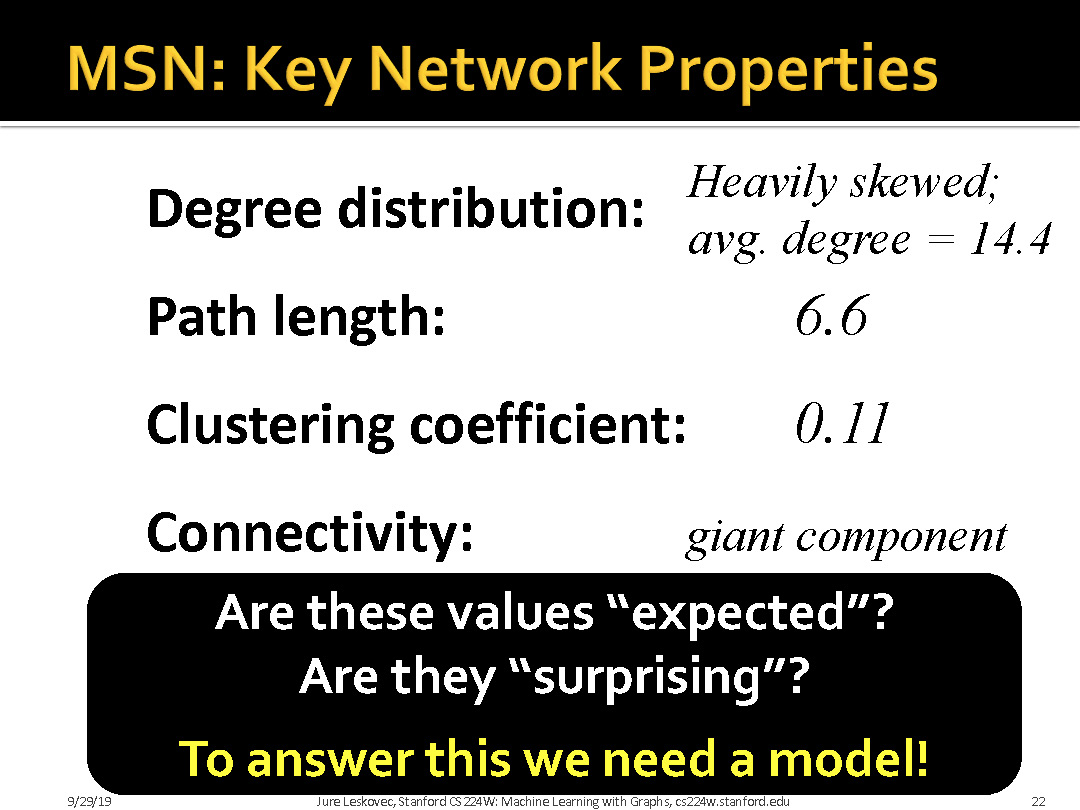 MSN: Key Network Properties
Degree distribution:
Heavily skewed;
avg. degree = 14.4
Path length: 6.6
Clustering coefficient: 0.11
Connectivity: giant component
Are these values “expected”?
Are they “surprising”?
To answer this we need a model!
9/29/19 Jure Leskovec, Stanford CS224W: Machine Learning with Graphs, cs224w.stanford.edu 22